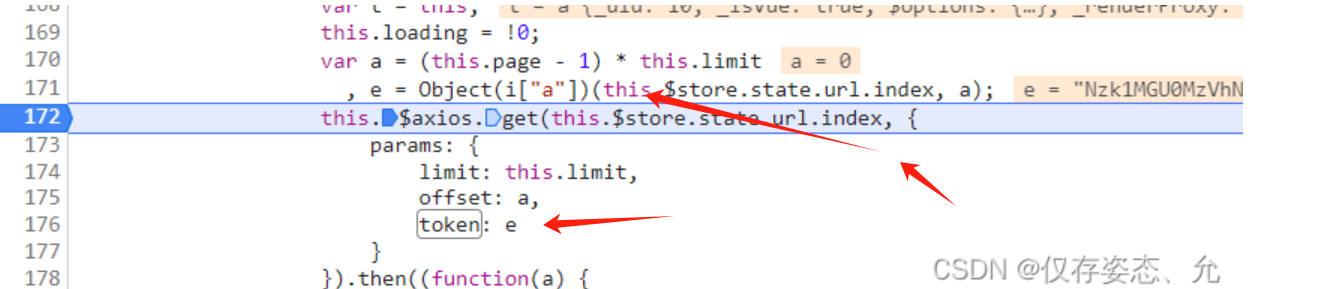 168 var t = this, t = a {_uid: 10, _isVue: true, $options: {…}, _renderProxy:
169 this.loading = !0;
170 var a = (this.page - 1) * this.limit a = 0
171 , e = Object(i["a"])(this.$store.state.url.index, a); e = "Nzk1MGU0MzVhN
172 this.$axios.get(this.$store.state.url.index, {
173 params: {
174 limit: this.limit,
175 offset: a,
176 token: e
177 }
178 }).then((function(a) {
CSDN @仅存姿态、允